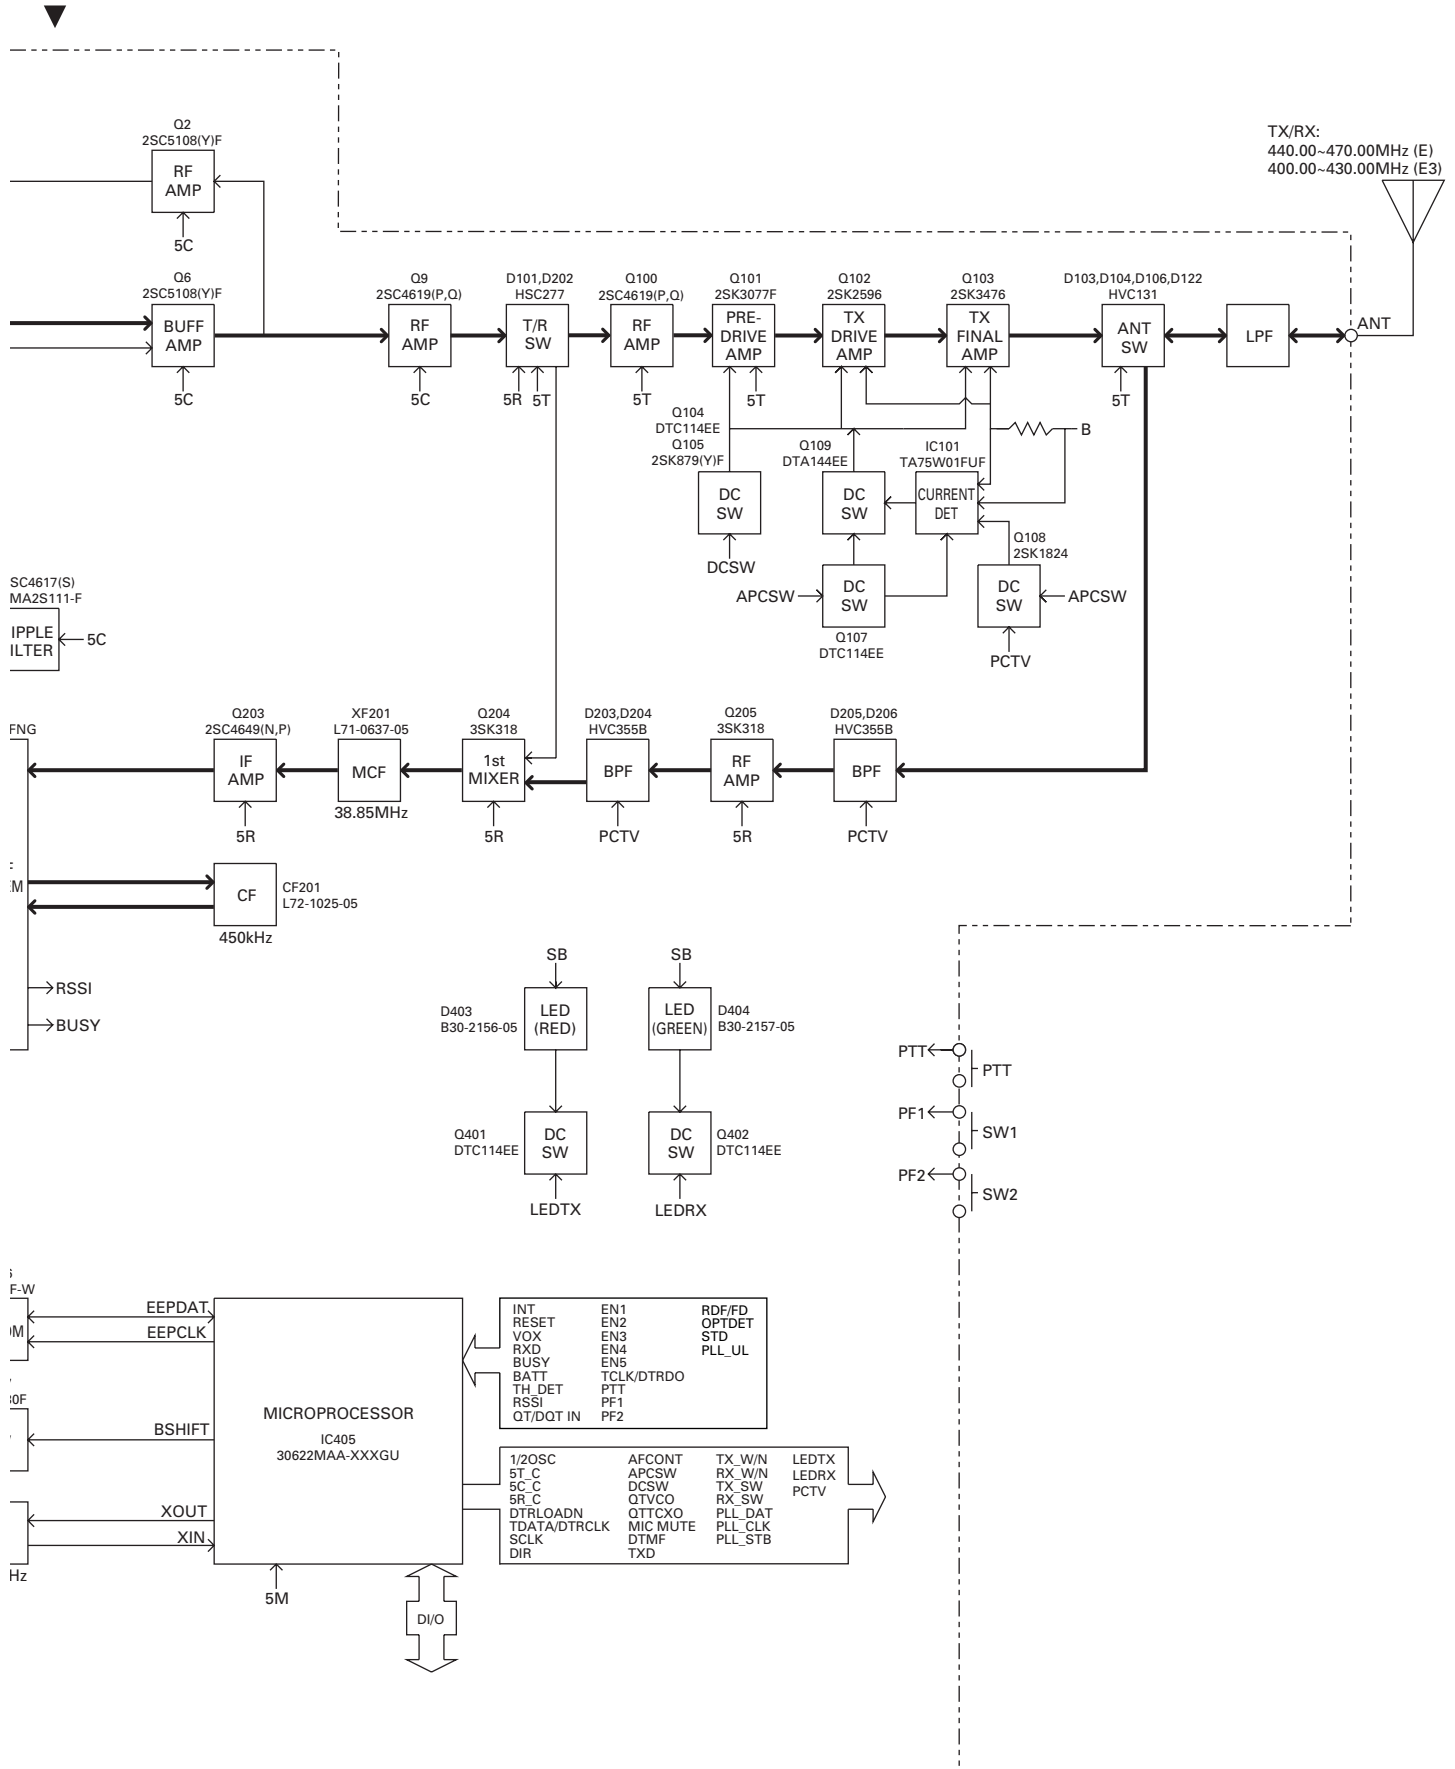 TX/RX:
440.00~470.00MHz (E)
400.00~430.00MHz (E3)
Q2
2SC5108(Y)F
RF
AMP
5C
Q6
2SC5108(Y)F
BUFF
AMP
5C
Q9
2SC4619(P,Q)
RF
AMP
5C
D101,D202
HSC277
T/R
SW
5R 5T
Q100
2SC4619(P,Q)
RF
AMP
5T
Q101
2SK3077F
PRE-
DRIVE
AMP
5T
Q102
2SK2596
TX
DRIVE
AMP
Q103
2SK3476
TX
FINAL
AMP
D103,D104,D106,D122
HVC131
ANT
SW
5T
LPF
ANT
Q104
DTC114EE
Q105
2SK879(Y)F
DC
SW
DCSW
Q109
DTA144EE
DC
SW
IC101
TA75W01FUF
CURRENT
DET
B
APCSW
DC
SW
Q107
DTC114EE
Q108
2SK1824
DC
SW
APCSW
PCTV
SC4617(S)
MA2S111-F
IPPLE
ILTER
5C
FNG
Q203
2SC4649(N,P)
IF
AMP
5R
XF201
L71-0637-05
MCF
38.85MHz
Q204
3SK318
1st
MIXER
5R
D203,D204
HVC355B
BPF
PCTV
Q205
3SK318
RF
AMP
5R
D205,D206
HVC355B
BPF
PCTV
CF
CF201
L72-1025-05
450kHz
RSSI
BUSY
SB
D403
B30-2156-05
LED
(RED)
Q401
DTC114EE
DC
SW
LEDTX
SB
LED
(GREEN)
D404
B30-2157-05
DC
SW
Q402
DTC114EE
LEDRX
PTT
PTT
PF1
SW1
PF2
SW2
F-W
EEPDAT
EEPCLK
BSHIFT
XOUT
XIN
Hz
MICROPROCESSOR
IC405
30622MAA-XXXGU
5M
DI/O
INT EN1 RDF/FD
RESET EN2 OPTDET
VOX EN3 STD
RXD EN4 PLL_UL
BUSY EN5
BATT TCLK/DTRDO
TH_DET PTT
RSSI PF1
QT/DQT IN PF2
1/2OSC AFCONT TX_W/N LEDTX
5T_C APCSW RX_W/N LEDRX
5C_C DCSW TX_SW PCTV
5R_C QTVCO RX_SW
DTRLOADN QTTCXO PLL_DAT
TDATA/DTRCLK MIC MUTE PLL_CLK
SCLK DTMF PLL_STB
DIR TXD